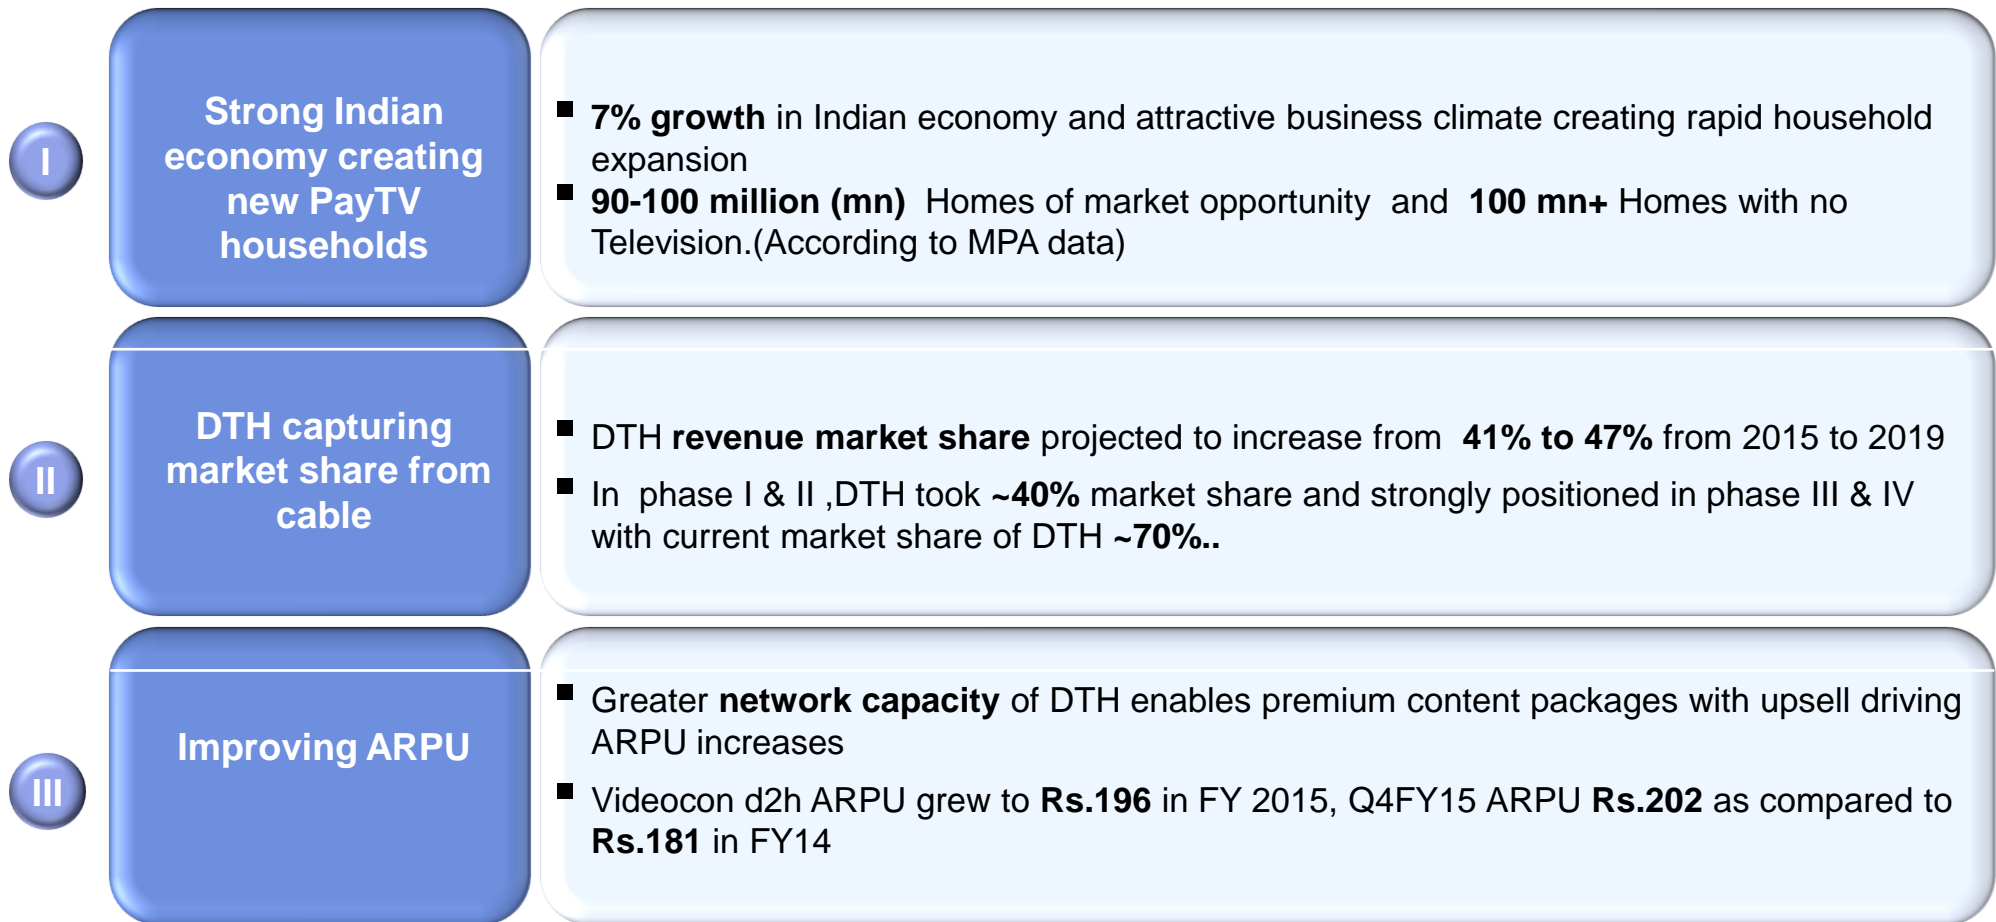 I
Strong Indian
economy creating
new PayTV
households
▪ 7% growth in Indian economy and attractive business climate creating rapid household
expansion
▪ 90-100 million (mn) Homes of market opportunity and 100 mn+ Homes with no
Television.(According to MPA data)
II
DTH capturing
market share from
cable
▪ DTH revenue market share projected to increase from 41% to 47% from 2015 to 2019
▪ In phase I & II ,DTH took ~40% market share and strongly positioned in phase III & IV
with current market share of DTH ~70%..
III
Improving ARPU
▪ Greater network capacity of DTH enables premium content packages with upsell driving
ARPU increases
▪ Videocon d2h ARPU grew to Rs.196 in FY 2015, Q4FY15 ARPU Rs.202 as compared to
Rs.181 in FY14